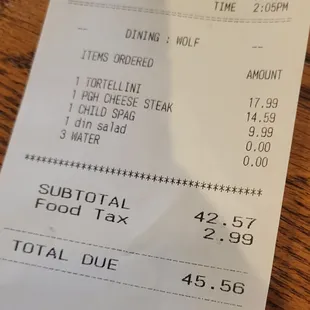 TIME 2:05PM
-- DINING : WOLF --
ITEMS ORDERED AMOUNT
1 TORTELLINI 17.99
1 PGH CHEESE STEAK 14.59
1 CHILD SPAG 9.99
1 din salad 0.00
3 WATER 0.00
****************************************
SUBTOTAL 42.57
Food Tax 2.99
TOTAL DUE 45.56